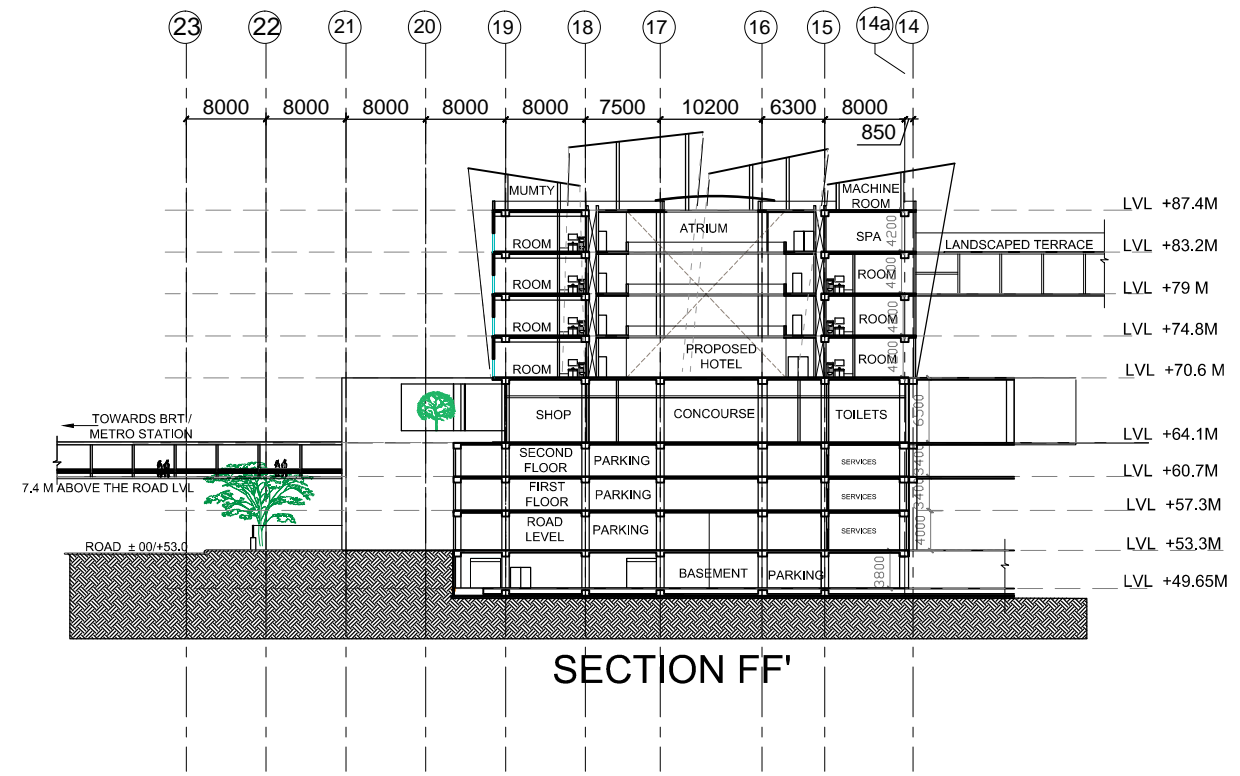 23 22 21 20 19 18 17 16 15 14a 14
8000 8000 8000 8000 8000 7500 10200 6300 8000
850
MUMTY
MACHINE
ROOM
LVL +87.4M
ATRIUM
ROOM
SPA
4200
LANDSCAPED TERRACE
LVL +83.2M
ROOM
ROOM
4200
LVL +79 M
ROOM
ROOM
4200
LVL +74.8M
PROPOSED
HOTEL
ROOM
ROOM
4200
LVL +70.6 M
SHOP
CONCOURSE
TOILETS
6500
TOWARDS BRT/
METRO STATION
LVL +64.1M
SECOND
FLOOR
PARKING
SERVICES
3400
LVL +60.7M
7.4 M ABOVE THE ROAD LVL
FIRST
FLOOR
PARKING
SERVICES
3400
LVL +57.3M
ROAD
LEVEL
PARKING
SERVICES
4000
ROAD ± 00/+53.0
LVL +53.3M
BASEMENT PARKING
3800
LVL +49.65M
SECTION FF'